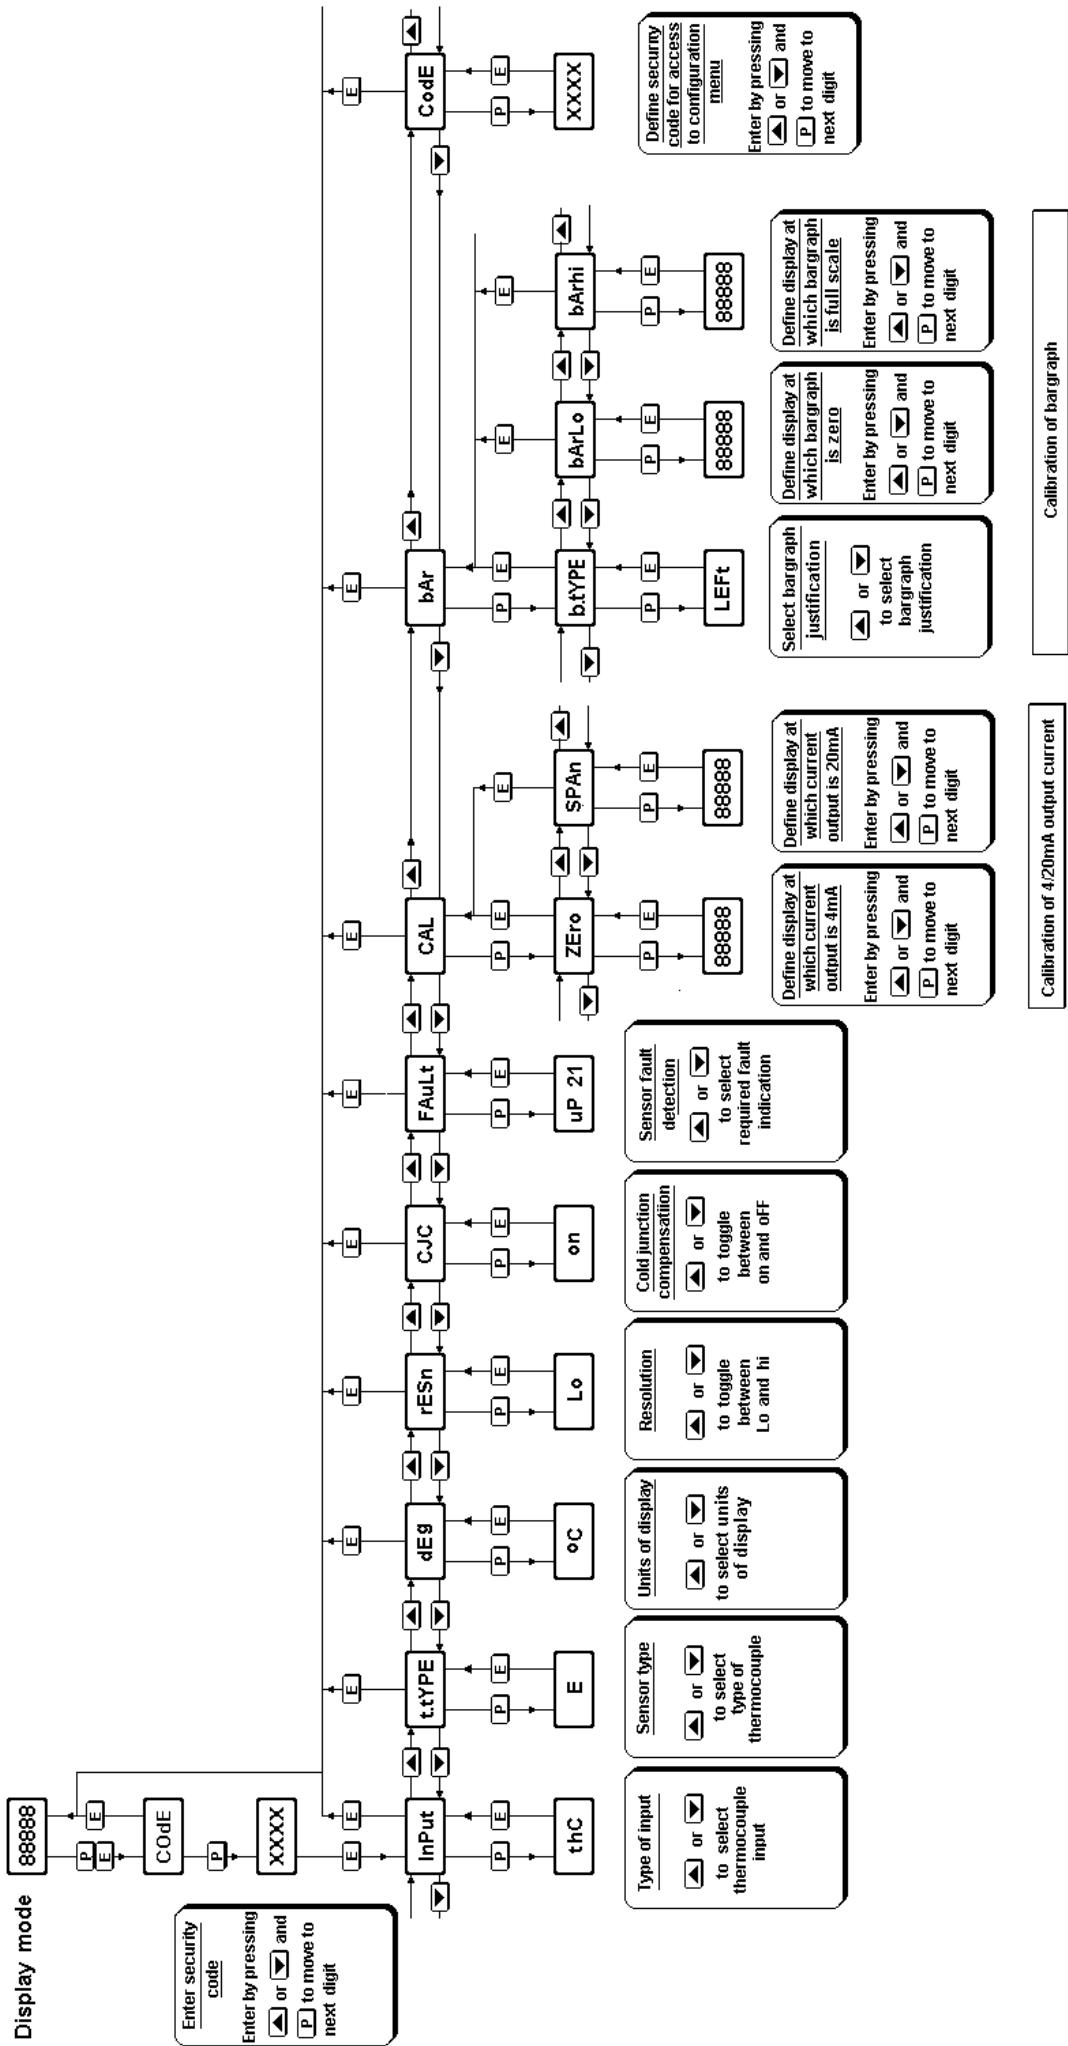 Display mode
88888
P
E
E
COdE
P
XXXX
E
E
Enter security
code
Enter by pressing
▲ or ▼ and
P to move to
next digit
E
E
E
E
E
E
E
E
InPut
t.tYPE
dEg
rESn
CJC
FAuLt
CAL
bAr
CodE
P
E
P
E
P
E
P
E
P
E
P
E
P
E
P
E
P
E
thC
E
oC
Lo
on
uP 21
XXXX
Type of input
▲ or ▼
to select
thermocouple
input
Sensor type
▲ or ▼
to select
type of
thermocouple
Units of display
▲ or ▼
to select units
of display
Resolution
▲ or ▼
to toggle
between
Lo and hi
Cold junction
compensatiion
▲ or ▼
to toggle
between
on and oFF
Sensor fault
detection
▲ or ▼
to select
required fault
indication
E
ZEro
SPAn
P
E
P
E
88888
88888
Define display at
which current
output is 4mA
Enter by pressing
▲ or ▼ and
P to move to
next digit
Define display at
which current
output is 20mA
Enter by pressing
▲ or ▼ and
P to move to
next digit
Calibration of 4/20mA output current
E
E
b.tYPE
bArLo
bArhi
P
E
P
E
P
E
LEFt
88888
88888
Select bargraph
justification
▲ or ▼
to select
bargraph
justification
Define display at
which bargraph
is zero
Enter by pressing
▲ or ▼ and
P to move to
next digit
Define display at
which bargraph
is full scale
Enter by pressing
▲ or ▼ and
P to move to
next digit
Calibration of bargraph
Define securrity
code for access
to configuration
menu
Enter by pressing
▲ or ▼ and
P to move to
next digit